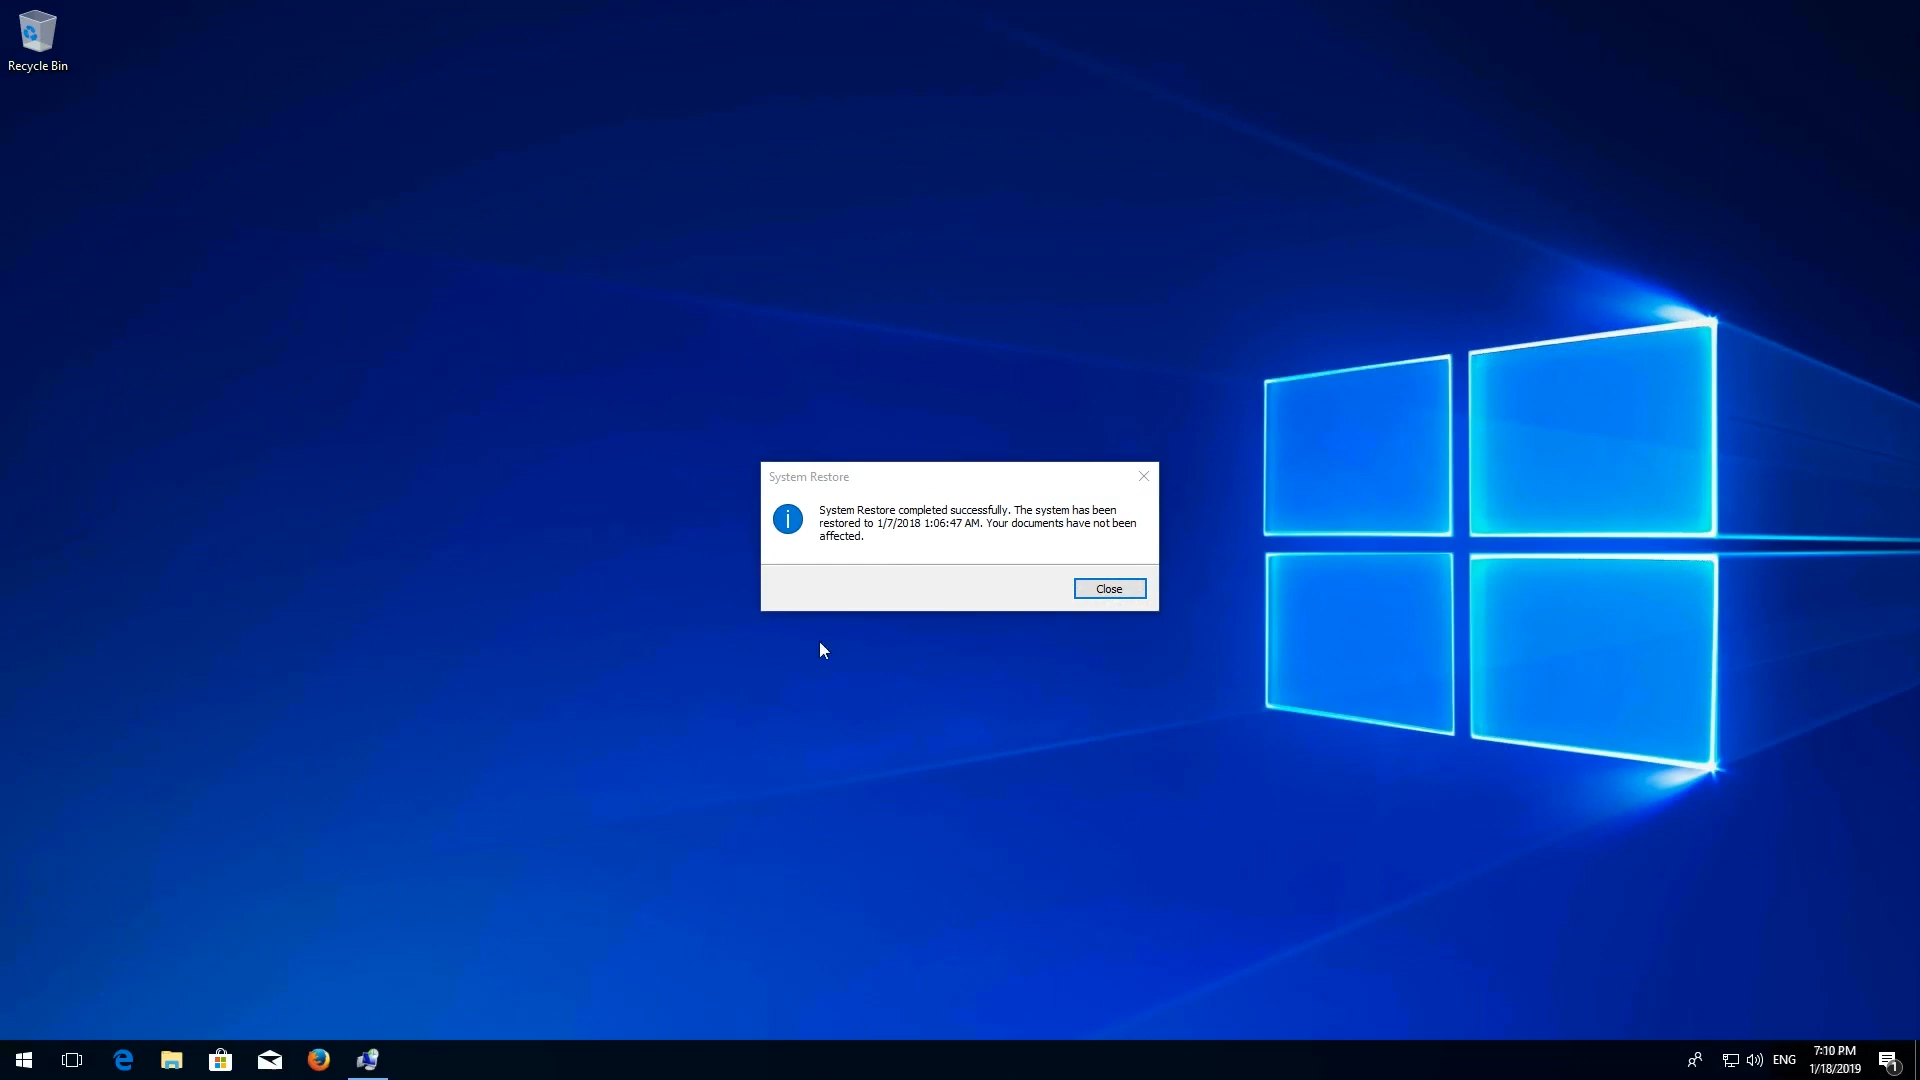 Recycle Bin
System Restore
System Restore completed successfully. The system has been
restored to 1/7/2018 1:06:47 AM. Your documents have not been
affected.
Close
ENG
7:10 PM
1/18/2019
1